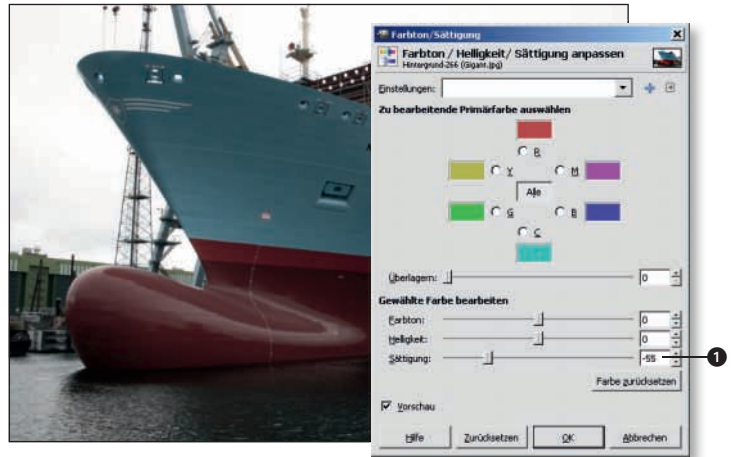 Farbton/Sättigung
Farbton / Helligkeit/ Sättigung anpassen
Hintergrund-266 (Gigant.jpg)
Einstellungen:
Zu bearbeitende Primärfarbe auswählen
R
Y
M
Alle
G
B
C
Überlagern: 0
Gewählte Farbe bearbeiten
Farbton: 0
Helligkeit: 0
Sättigung: -55
1
Farbe zurücksetzen
Vorschau
Hilfe Zurücksetzen OK Abbrechen